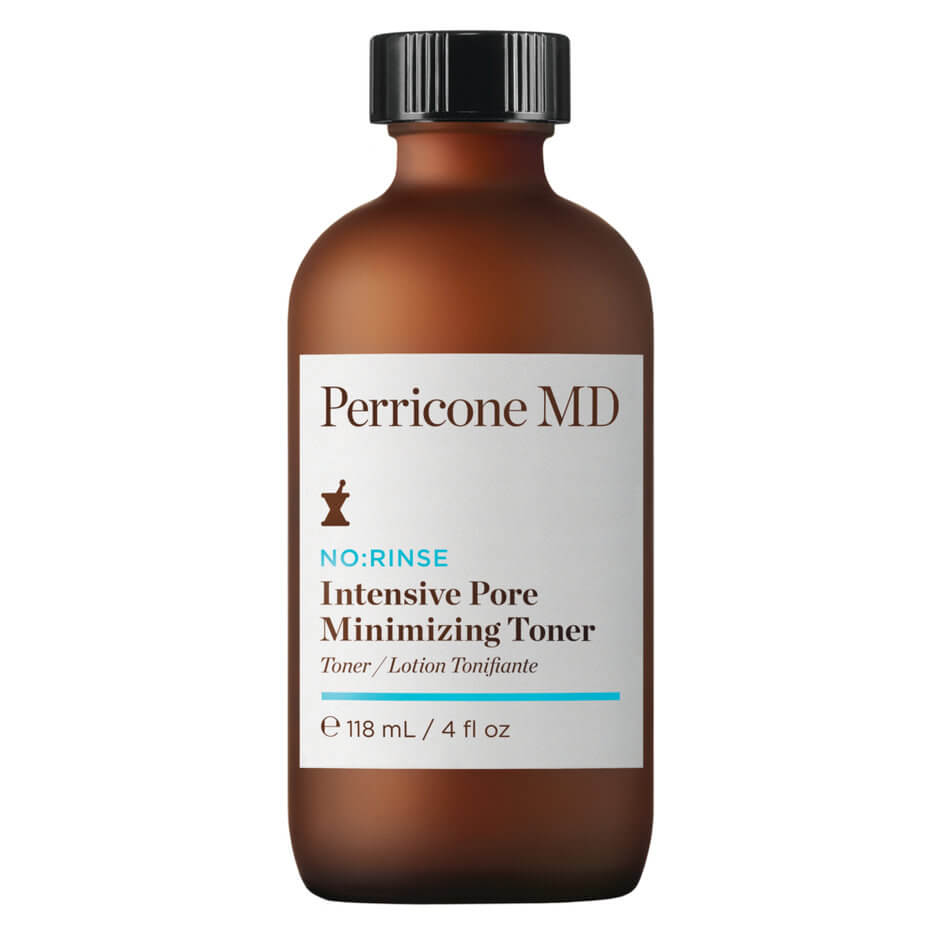 Perricone MD
NO:RINSE
Intensive Pore
Minimizing Toner
Toner / Lotion Tonifiante
℮ 118 mL / 4 fl oz